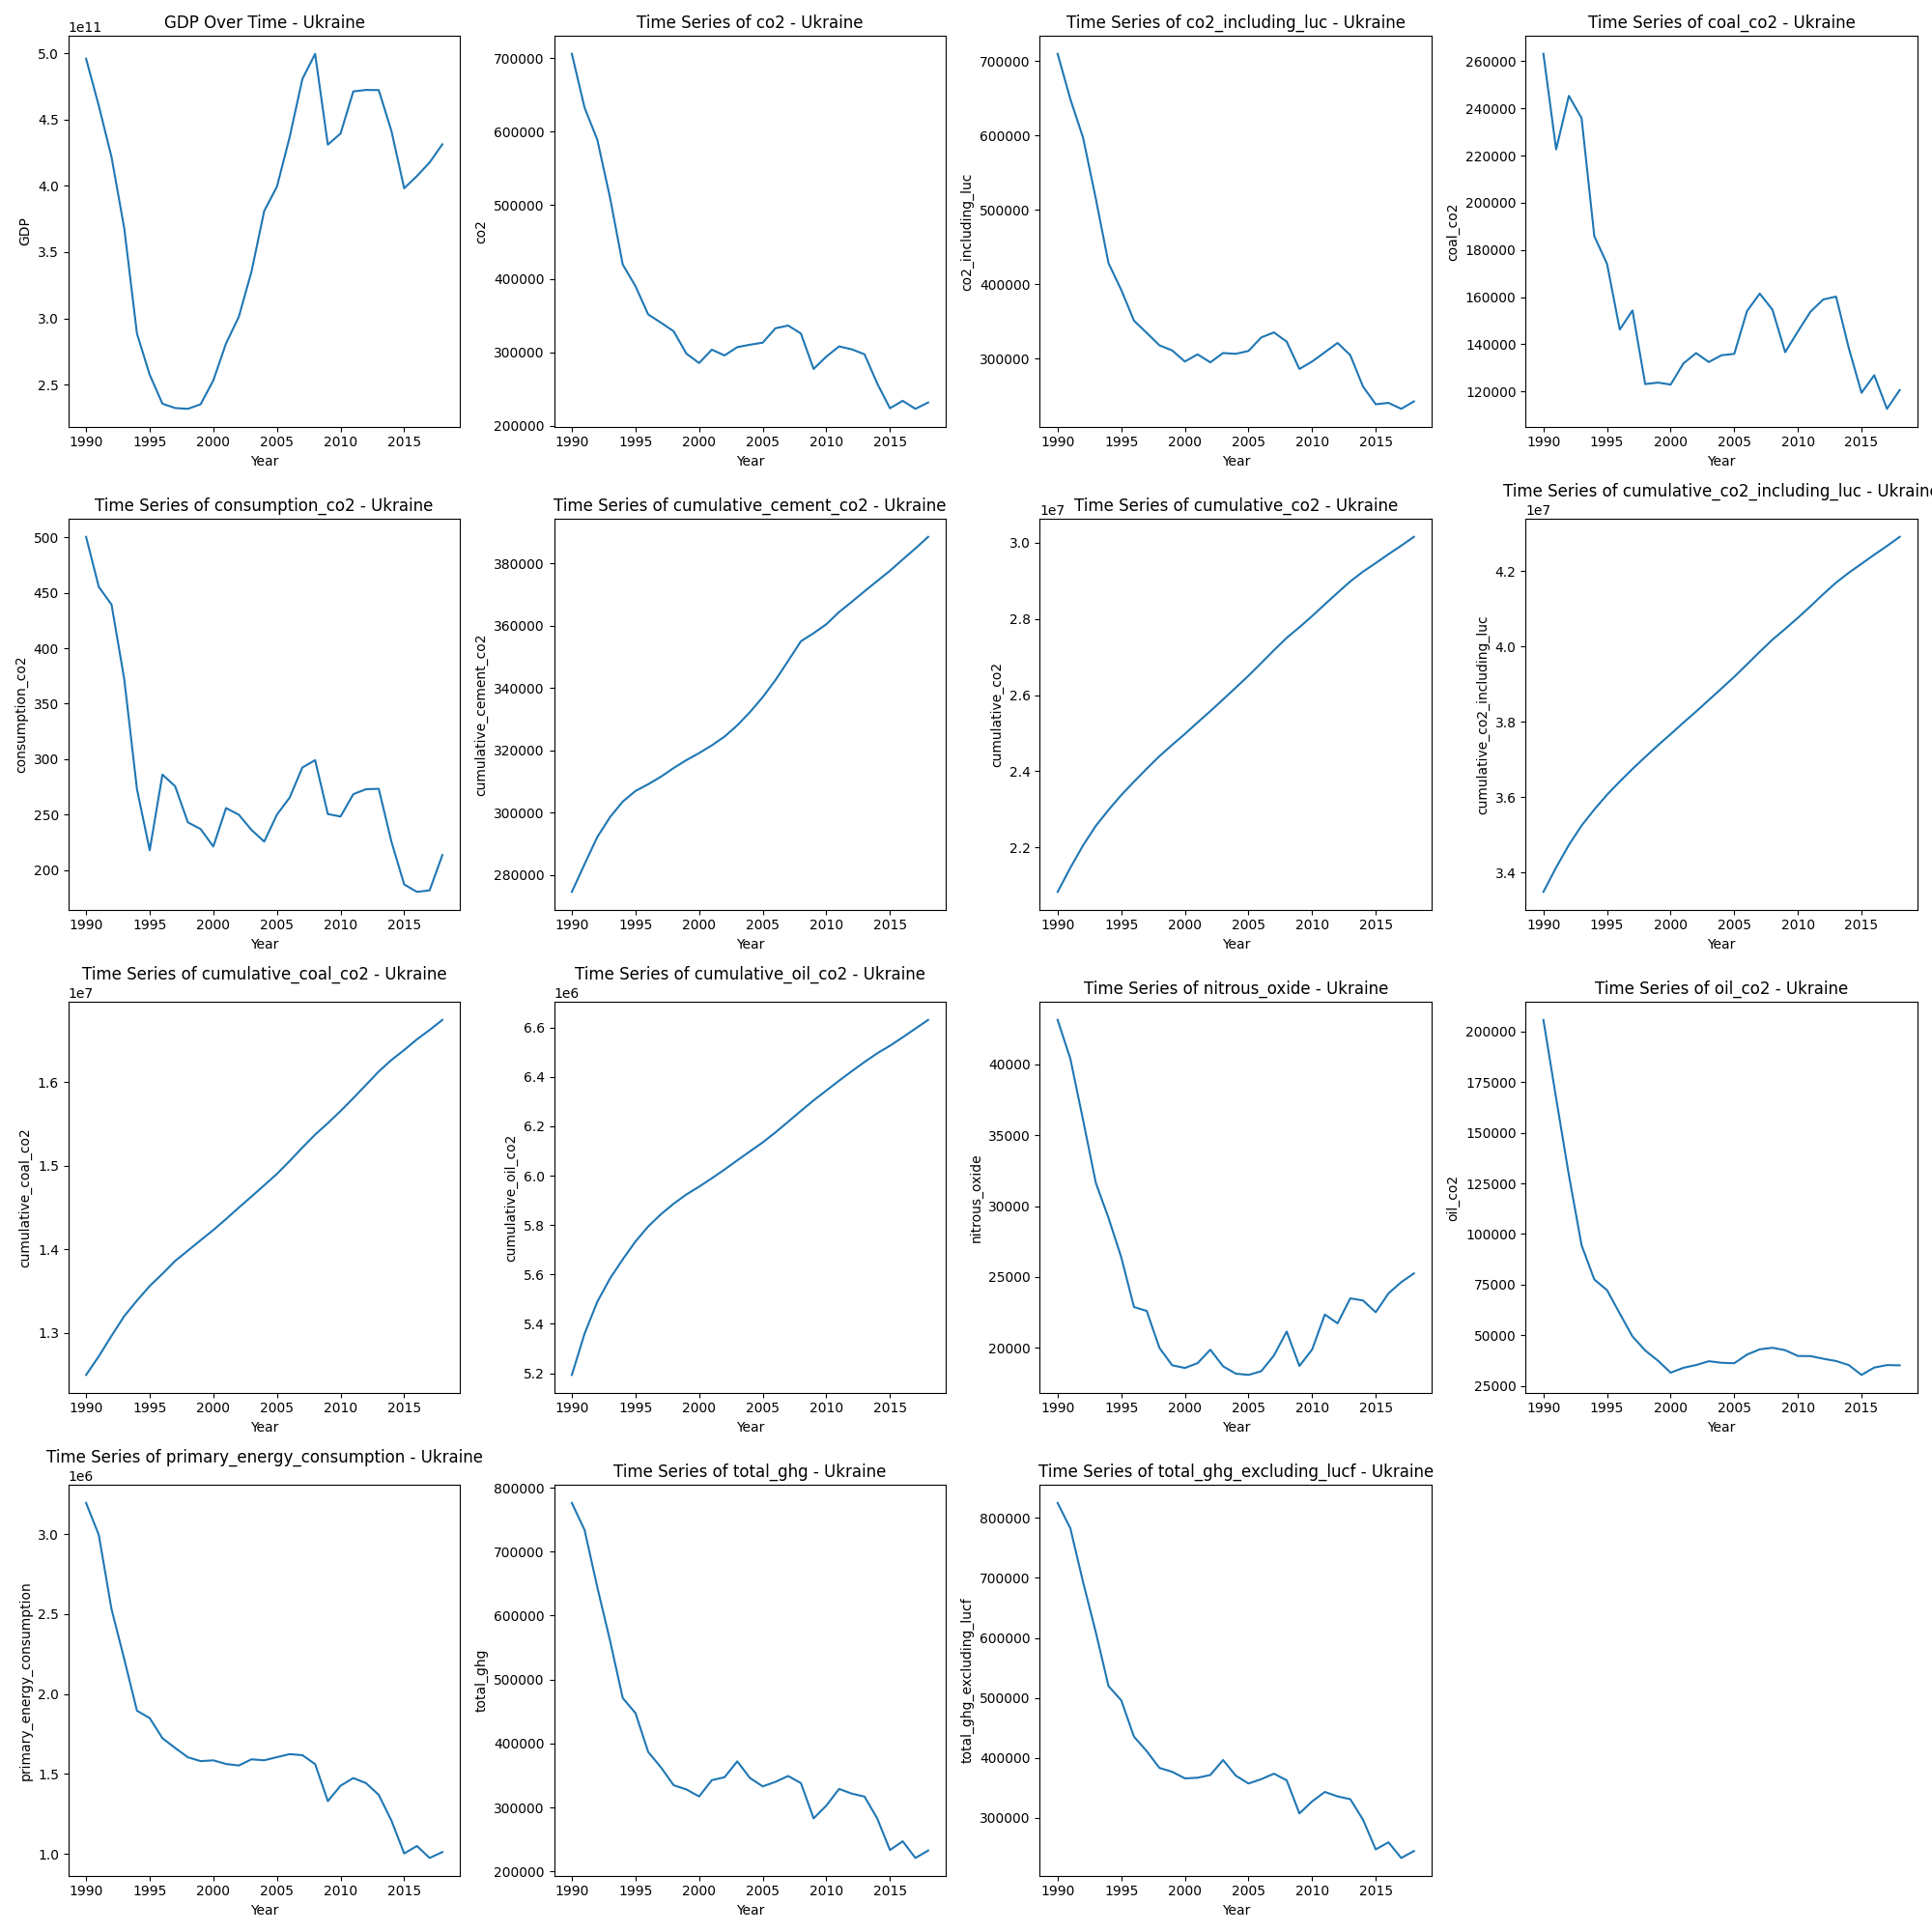 GDP Over Time - Ukraine
1e11
5.0
4.5
4.0
3.5
3.0
2.5
GDP
1990 1995 2000 2005 2010 2015
Year
Time Series of co2 - Ukraine
700000
600000
500000
400000
300000
200000
co2
1990 1995 2000 2005 2010 2015
Year
Time Series of co2_including_luc - Ukraine
700000
600000
500000
400000
300000
co2_including_luc
1990 1995 2000 2005 2010 2015
Year
Time Series of coal_co2 - Ukraine
260000
240000
220000
200000
180000
160000
140000
120000
coal_co2
1990 1995 2000 2005 2010 2015
Year
Time Series of consumption_co2 - Ukraine
500
450
400
350
300
250
200
consumption_co2
1990 1995 2000 2005 2010 2015
Year
Time Series of cumulative_cement_co2 - Ukraine
380000
360000
340000
320000
300000
280000
cumulative_cement_co2
1990 1995 2000 2005 2010 2015
Year
Time Series of cumulative_co2 - Ukraine
1e7
3.0
2.8
2.6
2.4
2.2
cumulative_co2
1990 1995 2000 2005 2010 2015
Year
Time Series of cumulative_co2_including_luc - Ukraine
1e7
4.2
4.0
3.8
3.6
3.4
cumulative_co2_including_luc
1990 1995 2000 2005 2010 2015
Year
Time Series of cumulative_coal_co2 - Ukraine
1e7
1.6
1.5
1.4
1.3
cumulative_coal_co2
1990 1995 2000 2005 2010 2015
Year
Time Series of cumulative_oil_co2 - Ukraine
1e6
6.6
6.4
6.2
6.0
5.8
5.6
5.4
5.2
cumulative_oil_co2
1990 1995 2000 2005 2010 2015
Year
Time Series of nitrous_oxide - Ukraine
40000
35000
30000
25000
20000
nitrous_oxide
1990 1995 2000 2005 2010 2015
Year
Time Series of oil_co2 - Ukraine
200000
175000
150000
125000
100000
75000
50000
25000
oil_co2
1990 1995 2000 2005 2010 2015
Year
Time Series of primary_energy_consumption - Ukraine
1e6
3.0
2.5
2.0
1.5
1.0
primary_energy_consumption
1990 1995 2000 2005 2010 2015
Year
Time Series of total_ghg - Ukraine
800000
700000
600000
500000
400000
300000
200000
total_ghg
1990 1995 2000 2005 2010 2015
Year
Time Series of total_ghg_excluding_lucf - Ukraine
800000
700000
600000
500000
400000
300000
total_ghg_excluding_lucf
1990 1995 2000 2005 2010 2015
Year